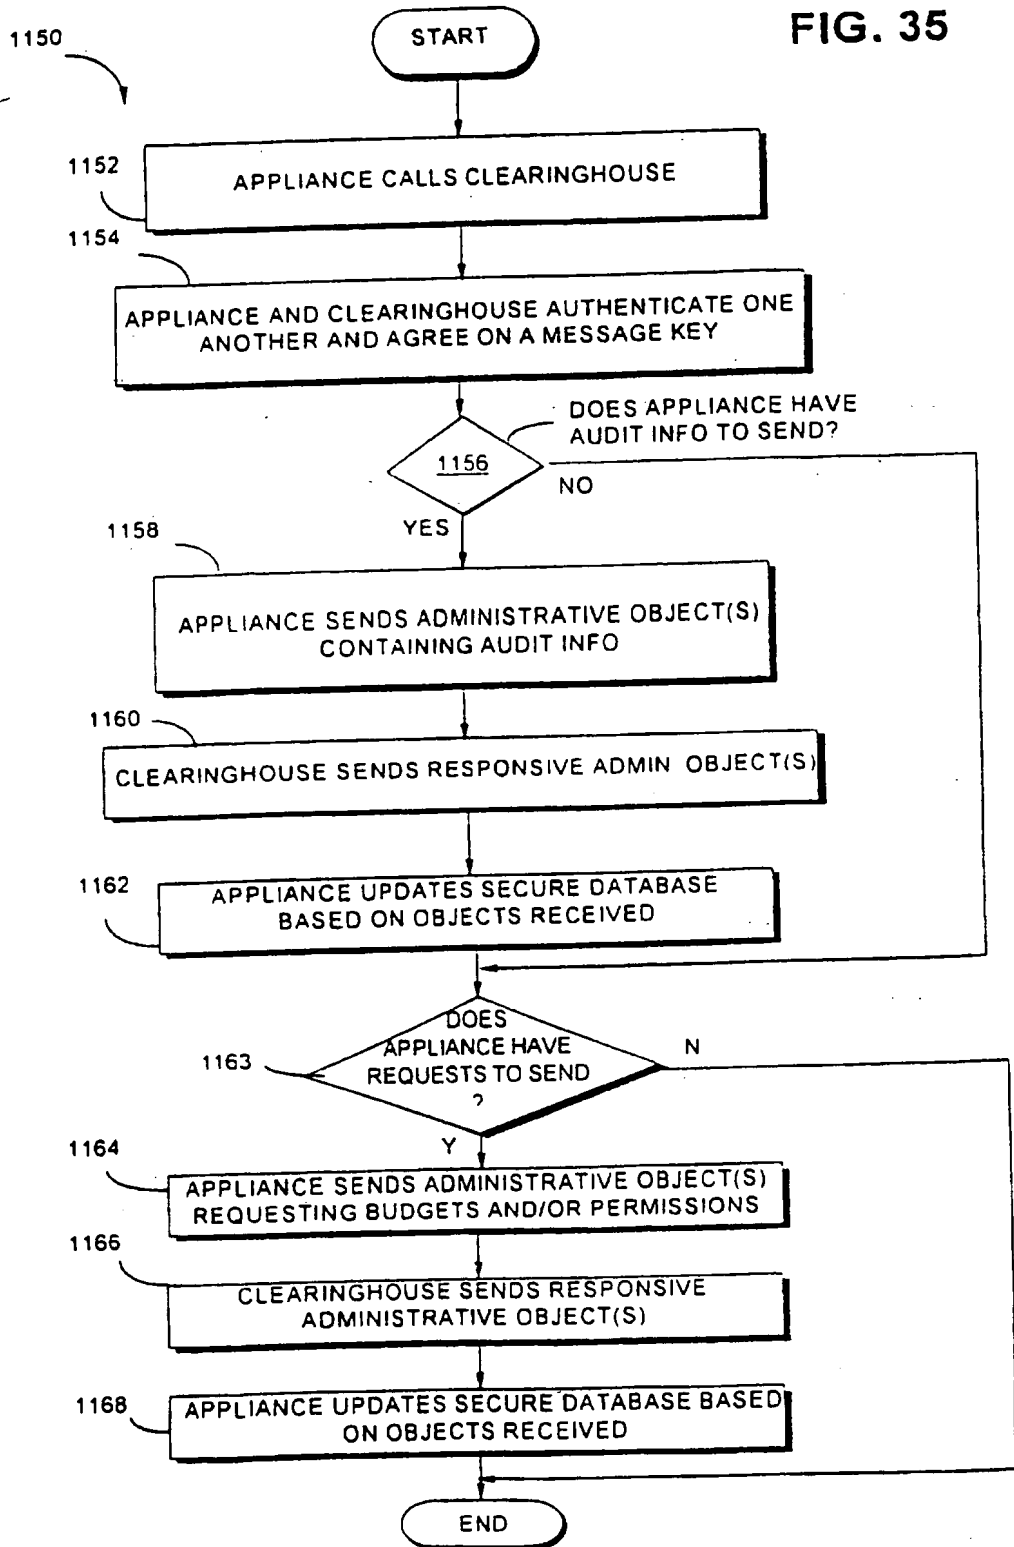 FIG. 35
1150
START
1152
APPLIANCE CALLS CLEARINGHOUSE
1154
APPLIANCE AND CLEARINGHOUSE AUTHENTICATE ONE
ANOTHER AND AGREE ON A MESSAGE KEY
DOES APPLIANCE HAVE
AUDIT INFO TO SEND?
1156
NO
YES
1158
APPLIANCE SENDS ADMINISTRATIVE OBJECT(S)
CONTAINING AUDIT INFO
1160
CLEARINGHOUSE SENDS RESPONSIVE ADMIN OBJECT(S)
1162
APPLIANCE UPDATES SECURE DATABASE
BASED ON OBJECTS RECEIVED
1163
DOES
APPLIANCE HAVE
REQUESTS TO SEND
?
N
Y
1164
APPLIANCE SENDS ADMINISTRATIVE OBJECT(S)
REQUESTING BUDGETS AND/OR PERMISSIONS
1166
CLEARINGHOUSE SENDS RESPONSIVE
ADMINISTRATIVE OBJECT(S)
1168
APPLIANCE UPDATES SECURE DATABASE BASED
ON OBJECTS RECEIVED
END